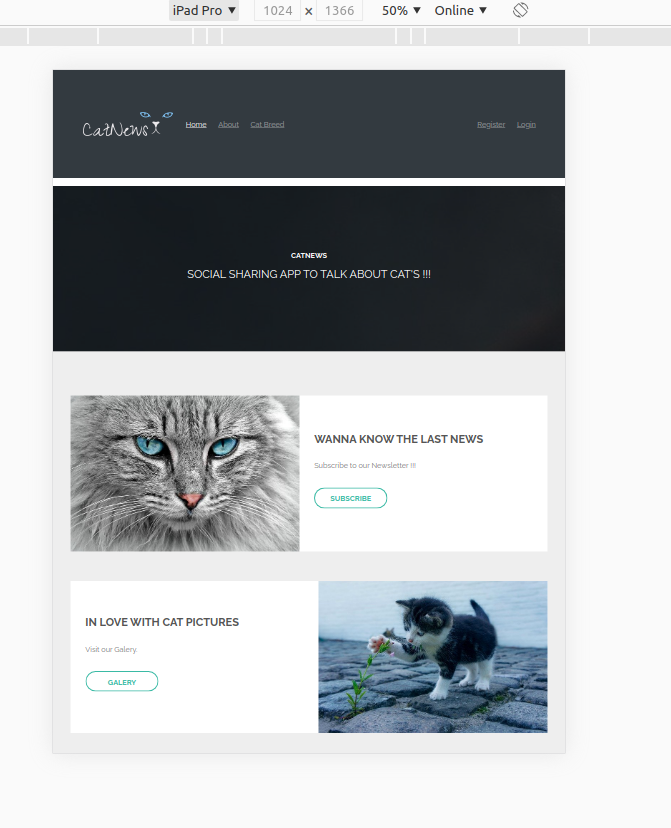 iPad Pro ▼ 1024 × 1366 50% ▼ Online ▼
CatNews Home About Cat Breed Register Login
CATNEWS
SOCIAL SHARING APP TO TALK ABOUT CAT'S !!!
WANNA KNOW THE LAST NEWS
Subscribe to our Newsletter !!!
SUBSCRIBE
IN LOVE WITH CAT PICTURES
Visit our Galery.
GALERY